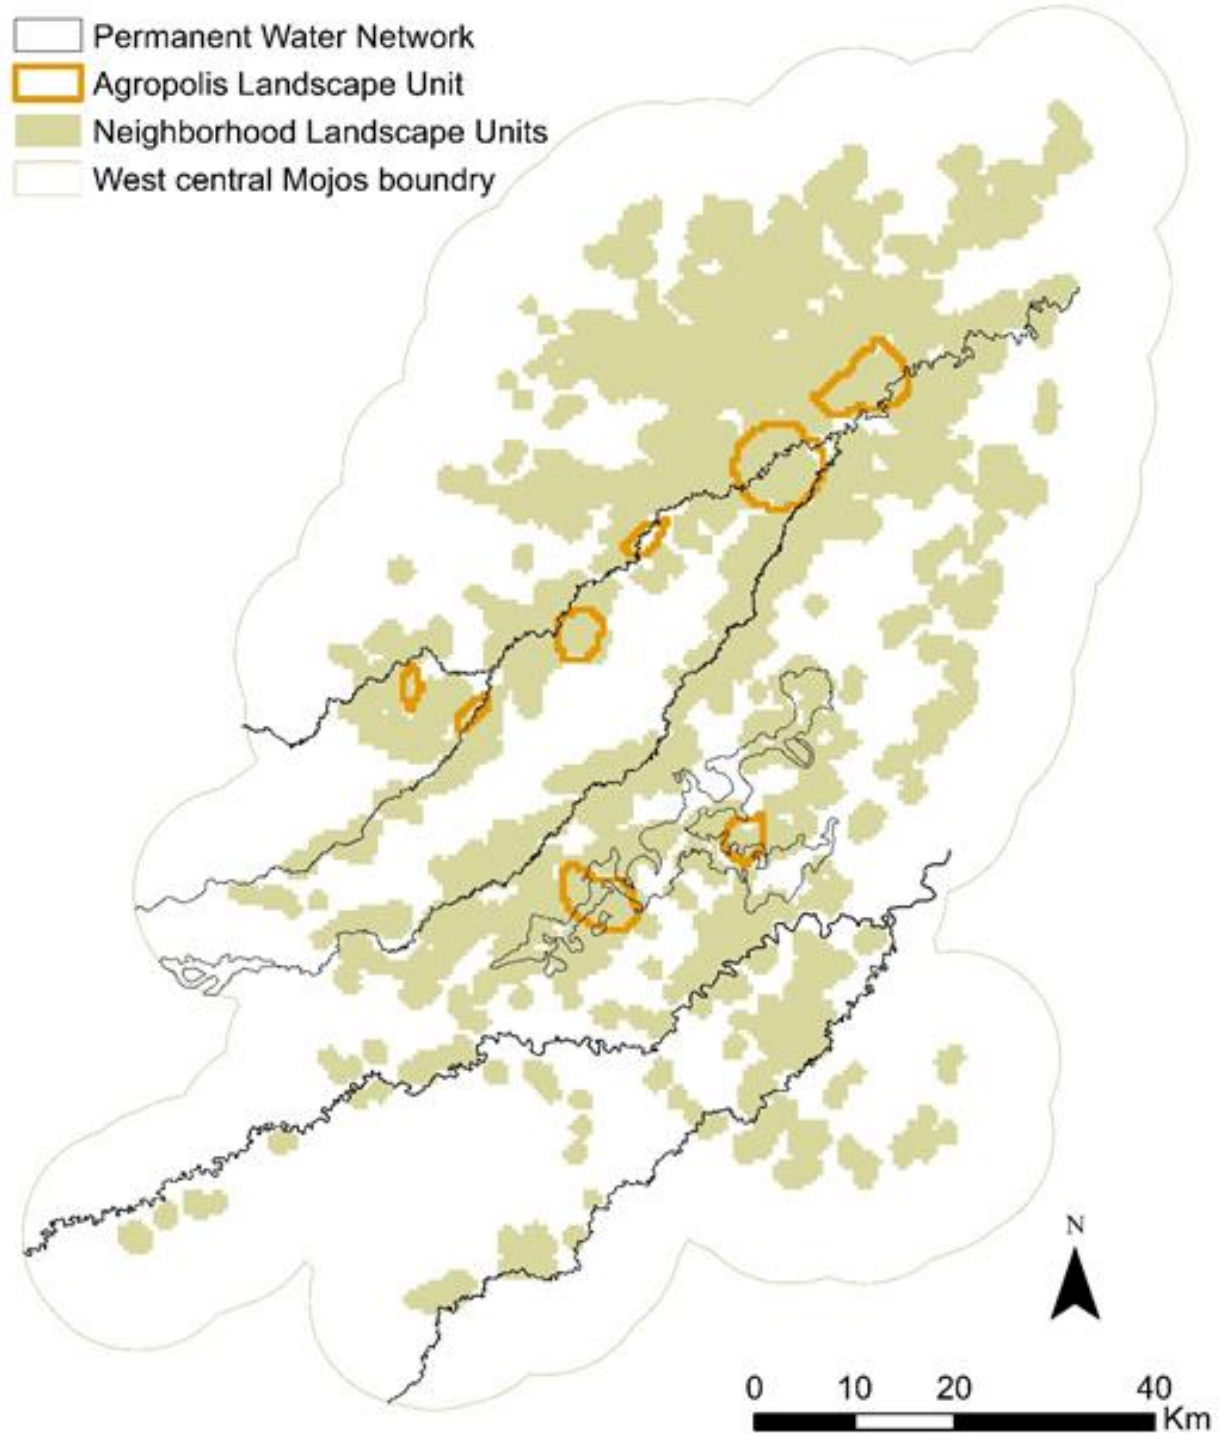 Permanent Water Network
Agropolis Landscape Unit
Neighborhood Landscape Units
West central Mojos boundry
N
0 10 20 40
Km